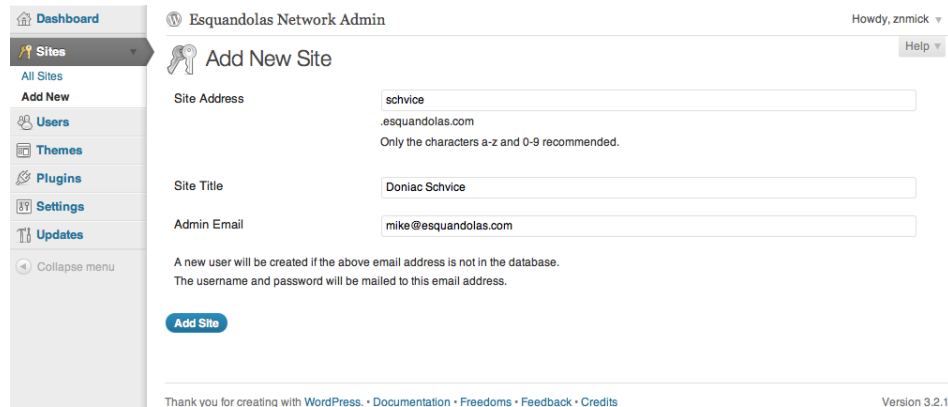 Dashboard
Esquandolas Network Admin
Howdy, znmick
Sites
All Sites
Add New
Users
Themes
Plugins
Settings
Updates
Collapse menu
Help
Add New Site
Site Address
schvice
.esquandolas.com
Only the characters a-z and 0-9 recommended.
Site Title
Doniac Schvice
Admin Email
mike@esquandolas.com
A new user will be created if the above email address is not in the database.
The username and password will be mailed to this email address.
Add Site
Thank you for creating with WordPress. • Documentation • Freedoms • Feedback • Credits
Version 3.2.1